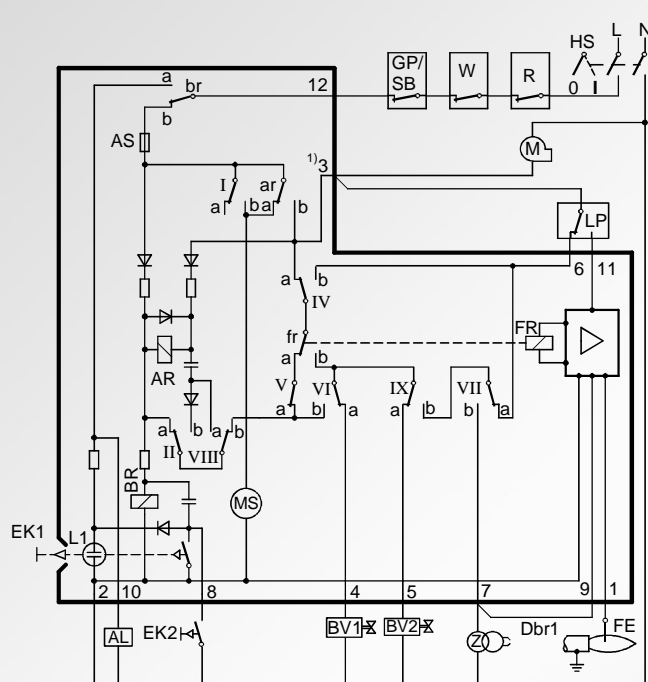 HS L N
GP/
SB W R
0 I
a br 12
b
AS
M
1)3
I ar
a b a b
LP
6 11
a b
IV
FR
fr
a b
AR
V VI IX VII
a b a a b b a
a b a b
II VIII
BR
MS
EK1 L1
2 10 8 4 5 7 9 1
AL EK2 BV1 BV2 Z Dbr1 FE